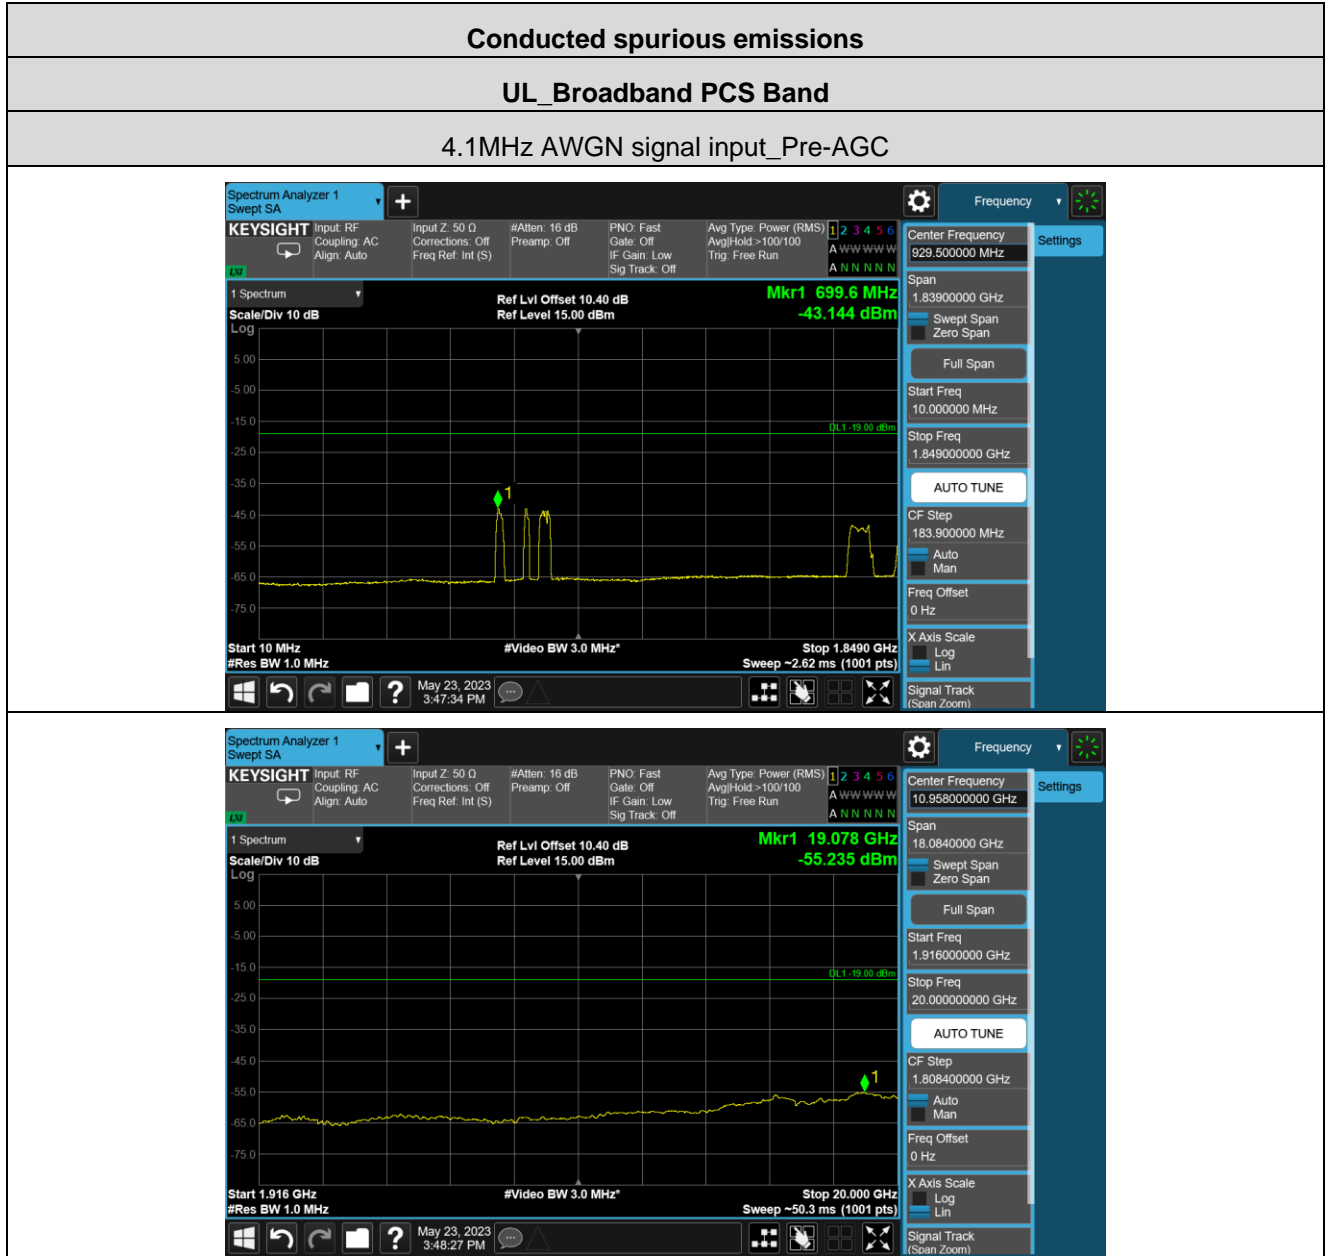 Conducted spurious emissions
UL_Broadband PCS Band
4.1MHz AWGN signal input_Pre-AGC
Spectrum Analyzer 1
Swept SA
Frequency
KEYSIGHT
Input: RF
Coupling: AC
Align: Auto
Input Z: 50 Ω
Corrections: Off
Freq Ref: Int (S)
#Atten: 16 dB
Preamp: Off
PNO: Fast
Gate: Off
IF Gain: Low
Sig Track: Off
Avg Type: Power (RMS)
Avg|Hold:>100/100
Trig: Free Run
1 2 3 4 5 6
A W W W W W
A N N N N N
LXI
Center Frequency
929.500000 MHz
Settings
1 Spectrum
Scale/Div 10 dB
Log
Ref Lvl Offset 10.40 dB
Ref Level 15.00 dBm
Mkr1 699.6 MHz
-43.144 dBm
Span
1.83900000 GHz
Swept Span
Zero Span
Full Span
Start Freq
10.000000 MHz
Stop Freq
1.849000000 GHz
AUTO TUNE
CF Step
183.900000 MHz
Auto
Man
Freq Offset
0 Hz
X Axis Scale
Log
Lin
Signal Track
(Span Zoom)
5.00
-5.00
-15.0
DL1 -19.00 dBm
-25.0
-35.0
1
-45.0
-55.0
-65.0
-75.0
Start 10 MHz
#Res BW 1.0 MHz
#Video BW 3.0 MHz*
Stop 1.8490 GHz
Sweep ~2.62 ms (1001 pts)
?
May 23, 2023
3:47:34 PM
Spectrum Analyzer 1
Swept SA
Frequency
KEYSIGHT
Input: RF
Coupling: AC
Align: Auto
Input Z: 50 Ω
Corrections: Off
Freq Ref: Int (S)
#Atten: 16 dB
Preamp: Off
PNO: Fast
Gate: Off
IF Gain: Low
Sig Track: Off
Avg Type: Power (RMS)
Avg|Hold:>100/100
Trig: Free Run
1 2 3 4 5 6
A W W W W W
A N N N N N
LXI
Center Frequency
10.958000000 GHz
Settings
1 Spectrum
Scale/Div 10 dB
Log
Ref Lvl Offset 10.40 dB
Ref Level 15.00 dBm
Mkr1 19.078 GHz
-55.235 dBm
Span
18.0840000 GHz
Swept Span
Zero Span
Full Span
Start Freq
1.916000000 GHz
Stop Freq
20.000000000 GHz
AUTO TUNE
CF Step
1.808400000 GHz
Auto
Man
Freq Offset
0 Hz
X Axis Scale
Log
Lin
Signal Track
(Span Zoom)
5.00
-5.00
-15.0
DL1 -19.00 dBm
-25.0
-35.0
-45.0
1
-55.0
-65.0
-75.0
Start 1.916 GHz
#Res BW 1.0 MHz
#Video BW 3.0 MHz*
Stop 20.000 GHz
Sweep ~50.3 ms (1001 pts)
?
May 23, 2023
3:48:27 PM